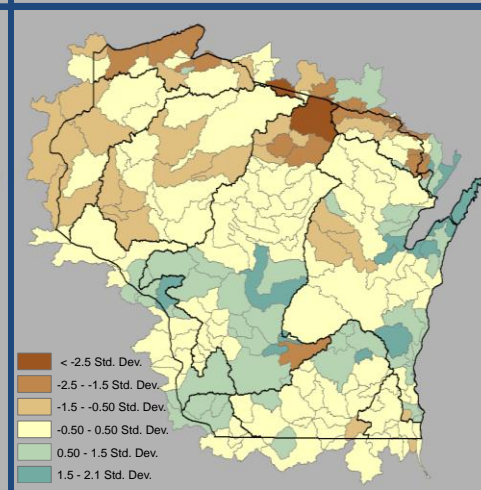 < -2.5 Std. Dev.
-2.5 - -1.5 Std. Dev.
-1.5 - -0.50 Std. Dev.
-0.50 - 0.50 Std. Dev.
0.50 - 1.5 Std. Dev.
1.5 - 2.1 Std. Dev.